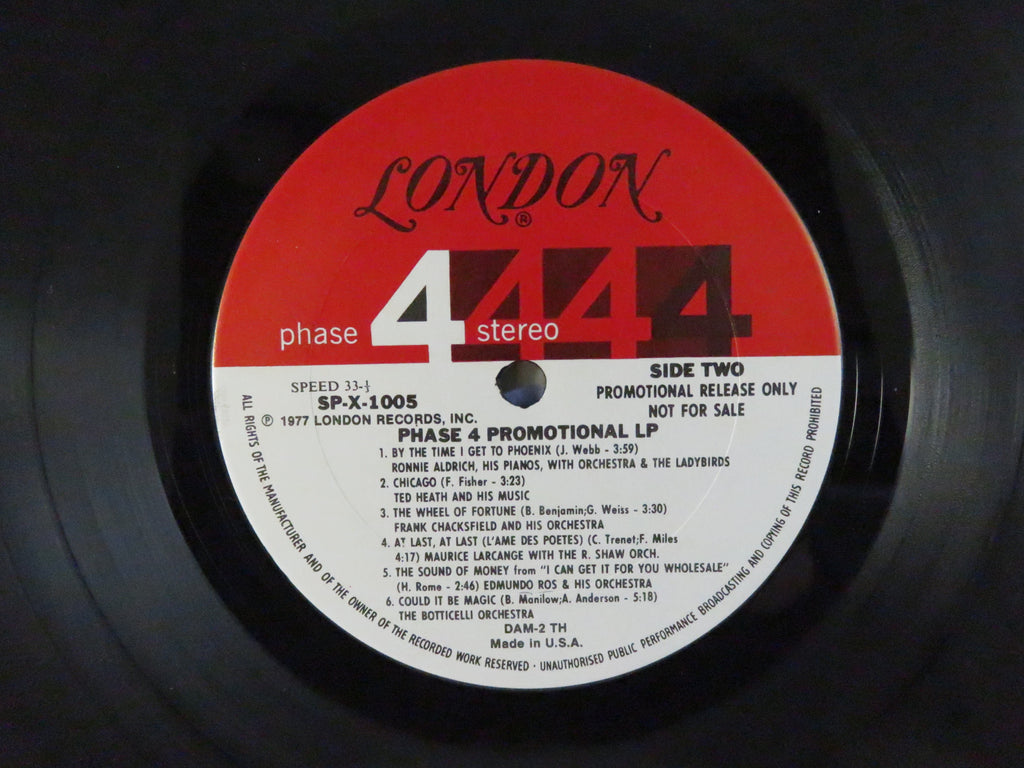 LONDON
®
4 4 4 4
phase stereo
SPEED 33-⅓
SP-X-1005
℗ 1977 LONDON RECORDS, INC.
SIDE TWO
PROMOTIONAL RELEASE ONLY
NOT FOR SALE
PHASE 4 PROMOTIONAL LP
1. BY THE TIME I GET TO PHOENIX (J. Webb - 3:59)
RONNIE ALDRICH, HIS PIANOS, WITH ORCHESTRA & THE LADYBIRDS
2. CHICAGO (F. Fisher - 3:23)
TED HEATH AND HIS MUSIC
3. THE WHEEL OF FORTUNE (B. Benjamin;G. Weiss - 3:30)
FRANK CHACKSFIELD AND HIS ORCHESTRA
4. AT LAST, AT LAST (L'AME DES POETES) (C. Trenet;F. Miles
4:17) MAURICE LARCANGE WITH THE R. SHAW ORCH.
5. THE SOUND OF MONEY from "I CAN GET IT FOR YOU WHOLESALE"
(H. Rome - 2:46) EDMUNDO ROS & HIS ORCHESTRA
6. COULD IT BE MAGIC (B. Manilow;A. Anderson - 5:18)
THE BOTTICELLI ORCHESTRA
DAM-2 TH
Made in U.S.A.
ALL RIGHTS OF THE MANUFACTURER AND OF THE OWNER OF THE RECORDED WORK RESERVED · UNAUTHORISED PUBLIC PERFORMANCE BROADCASTING AND COPYING OF THIS RECORD PROHIBITED